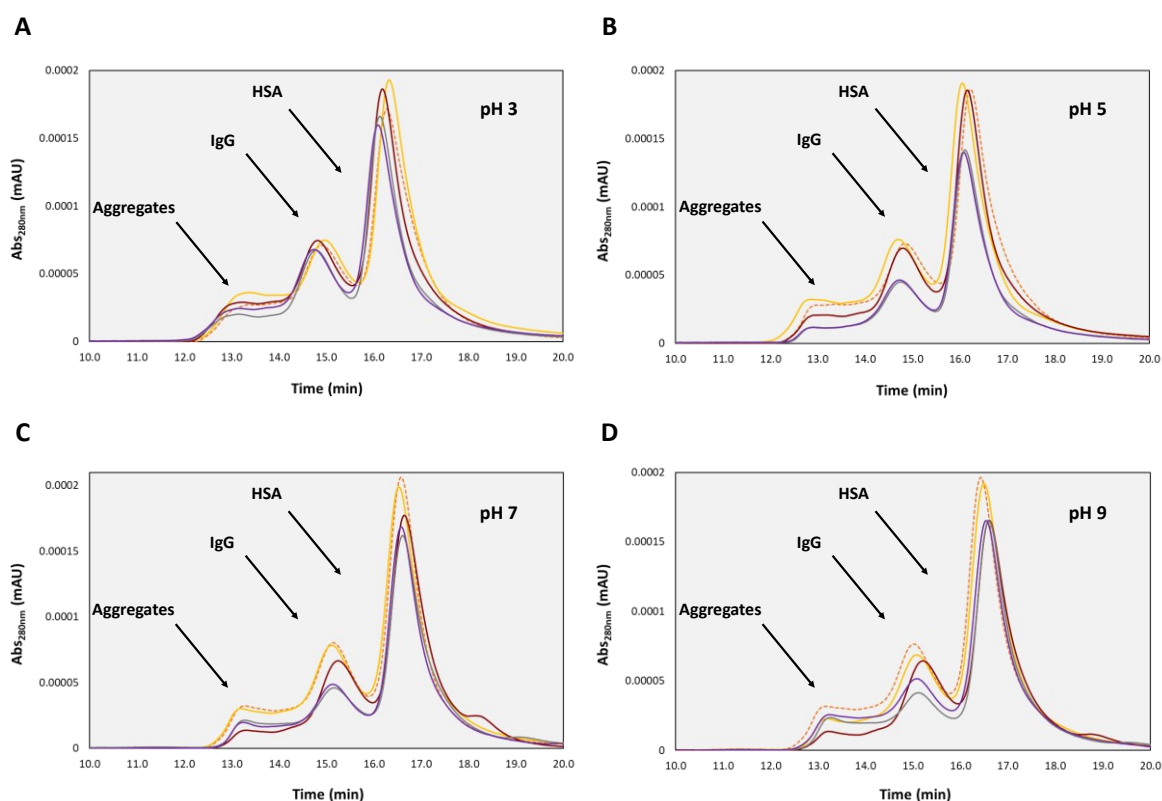 A
0.0002
0.00015
0.0001
0.00005
0
Abs280nm (mAU)
HSA
pH 3
IgG
Aggregates
10.0 11.0 12.0 13.0 14.0 15.0 16.0 17.0 18.0 19.0 20.0
Time (min)
B
0.0002
0.00015
0.0001
0.00005
0
Abs280nm (mAU)
HSA
pH 5
IgG
Aggregates
10.0 11.0 12.0 13.0 14.0 15.0 16.0 17.0 18.0 19.0 20.0
Time (min)
C
0.0002
0.00015
0.0001
0.00005
0
Abs280nm (mAU)
HSA
pH 7
IgG
Aggregates
10.0 11.0 12.0 13.0 14.0 15.0 16.0 17.0 18.0 19.0 20.0
Time (min)
D
0.0002
0.00015
0.0001
0.00005
0
Abs280nm (mAU)
HSA
pH 9
IgG
Aggregates
10.0 11.0 12.0 13.0 14.0 15.0 16.0 17.0 18.0 19.0 20.0
Time (min)